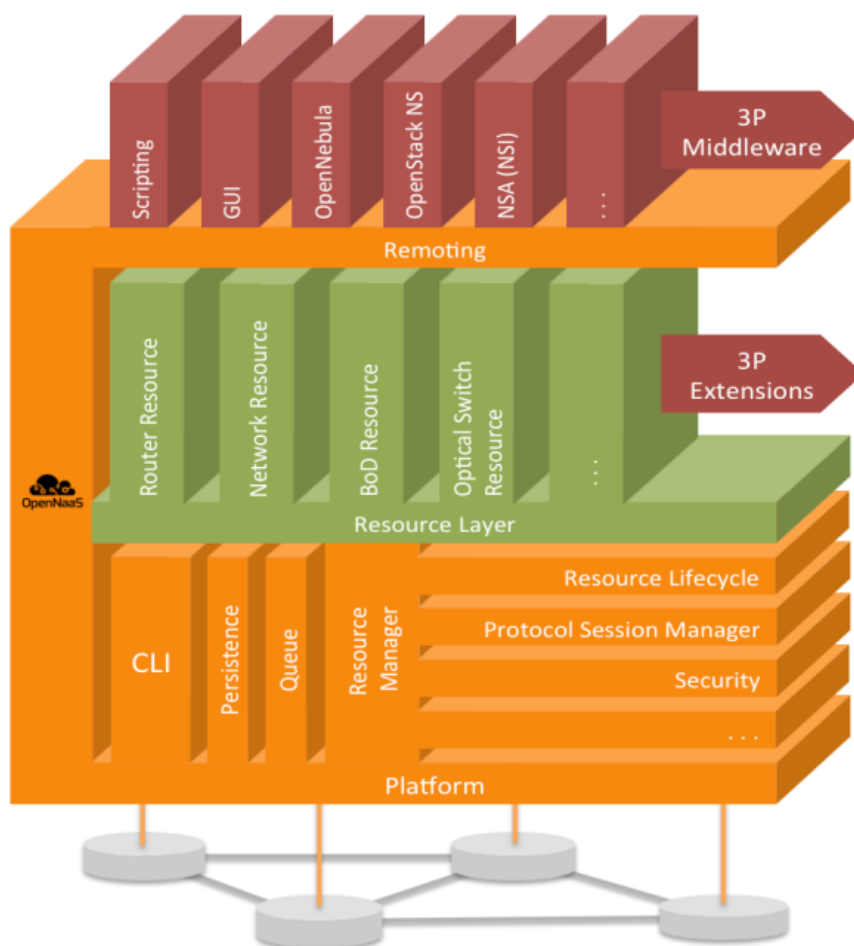 Scripting
GUI
OpenNebula
OpenStack NS
NSA (NSI)
...
3P
Middleware
Remoting
Router Resource
Network Resource
BoD Resource
Optical Switch
Resource
...
3P
Extensions
OpenNaaS
Resource Layer
CLI
Persistence
Queue
Resource
Manager
Resource Lifecycle
Protocol Session Manager
Security
...
Platform